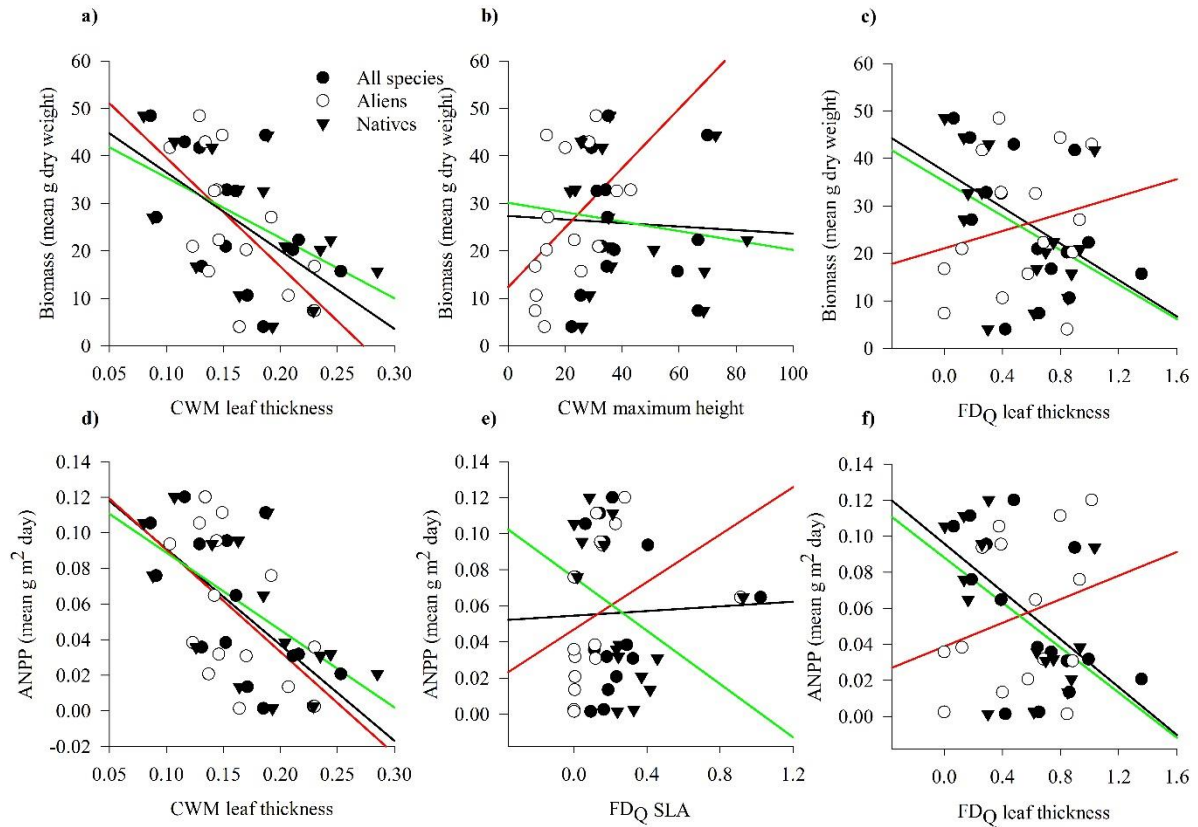 a)
b)
c)
60
50
40
30
20
10
0
Biomass (mean g dry weight)
0.05 0.10 0.15 0.20 0.25 0.30
CWM leaf thickness
All species
Aliens
Natives
60
50
40
30
20
10
0
Biomass (mean g dry weight)
0 20 40 60 80 100
CWM maximum height
60
50
40
30
20
10
0
Biomass (mean g dry weight)
0.0 0.4 0.8 1.2 1.6
FDQ leaf thickness
d)
e)
f)
0.14
0.12
0.10
0.08
0.06
0.04
0.02
0.00
-0.02
ANPP (mean g m² day)
0.05 0.10 0.15 0.20 0.25 0.30
CWM leaf thickness
0.14
0.12
0.10
0.08
0.06
0.04
0.02
0.00
ANPP (mean g m² day)
0.0 0.4 0.8 1.2
FDQ SLA
0.14
0.12
0.10
0.08
0.06
0.04
0.02
0.00
ANPP (mean g m² day)
0.0 0.4 0.8 1.2 1.6
FDQ leaf thickness